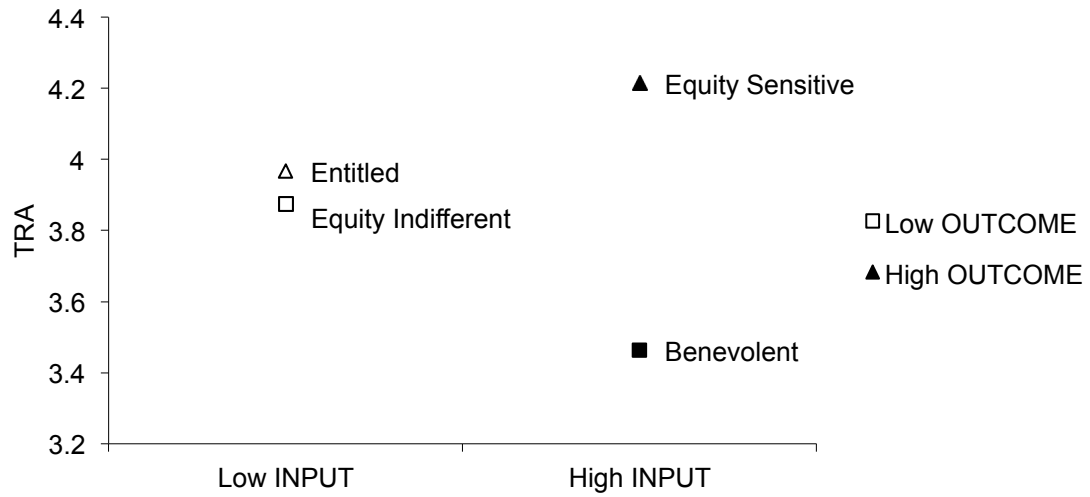 4.4
4.2
Equity Sensitive
4
Entitled
Equity Indifferent
3.8
Low OUTCOME
TRA
High OUTCOME
3.6
Benevolent
3.4
3.2
Low INPUT
High INPUT